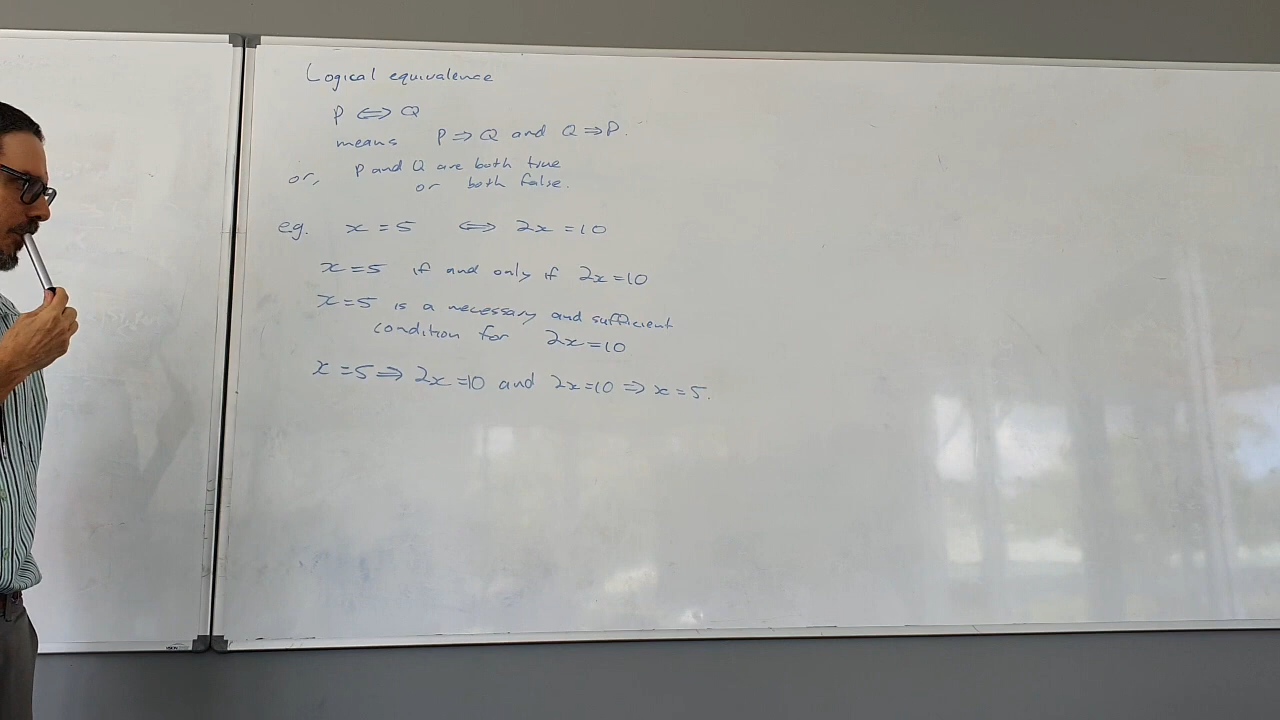 Logical equivalence
P ⇔ Q
means P ⇒ Q and Q ⇒ P.
or, P and Q are both true
or both false.
eg. x = 5 ⇔ 2x = 10
x = 5 if and only if 2x = 10
x = 5 is a necessary and sufficient
condition for 2x = 10
x = 5 ⇒ 2x = 10 and 2x = 10 ⇒ x = 5.